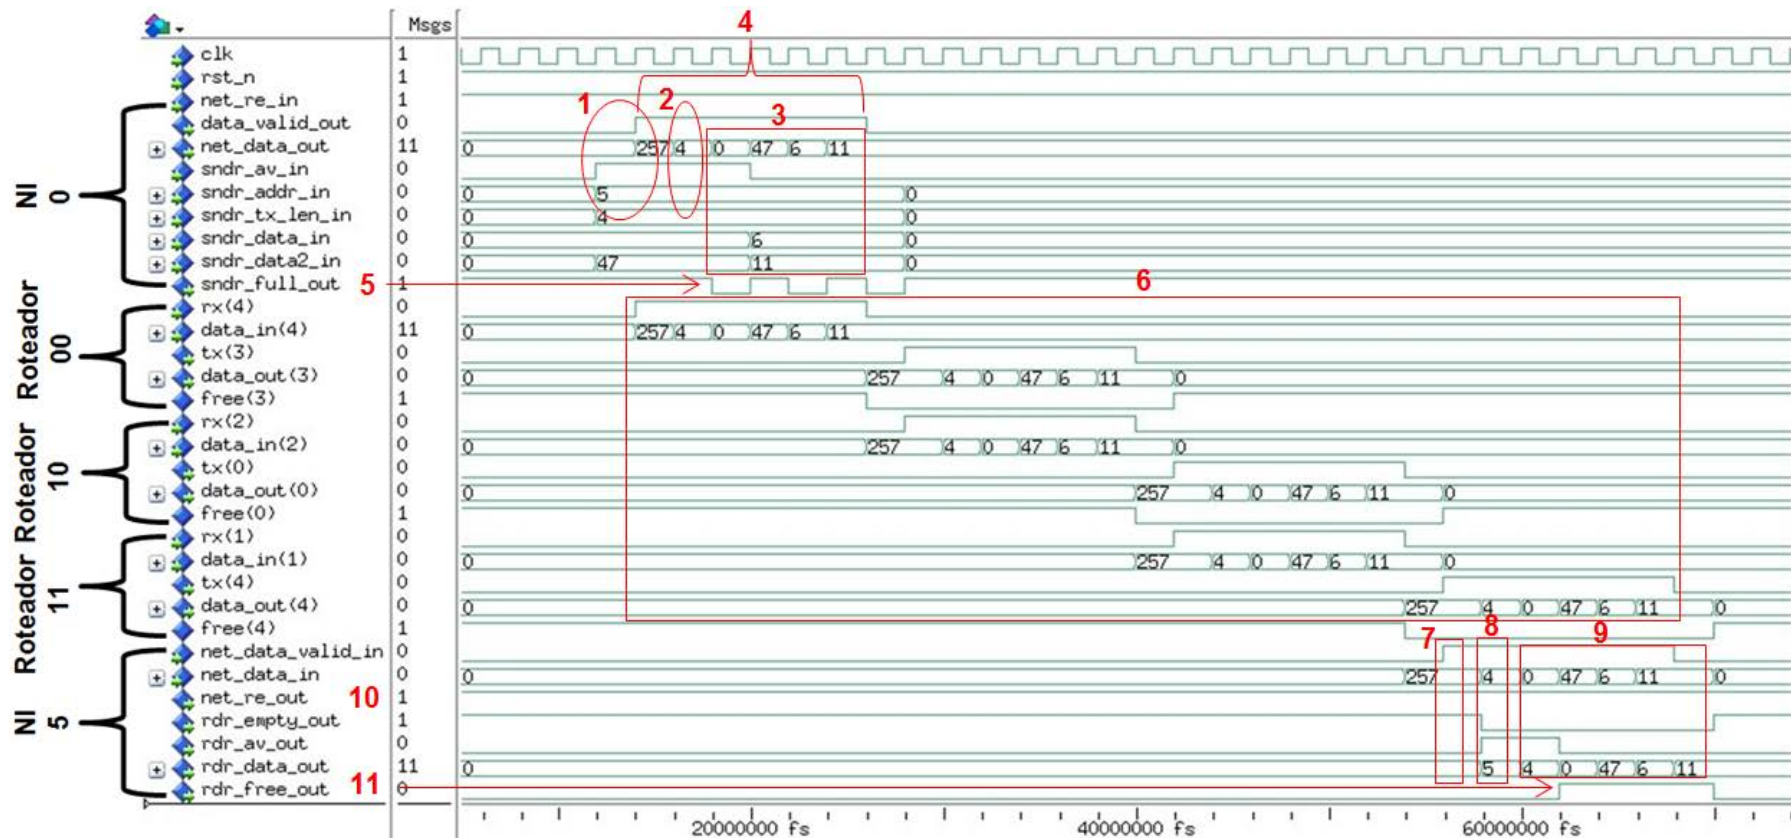 Msgs 4
clk 1
rst_n 1
net_re_in 1 1 2
data_valid_out 0 3
net_data_out 11 0 257 4 0 47 6 11
sndr_av_in 0
sndr_addr_in 0 0 5 0
sndr_tx_len_in 0 0 4 0
sndr_data_in 0 0 6 0
sndr_data2_in 0 0 47 11 0
sndr_full_out 1
NI 0
5 6
rx(4) 0
data_in(4) 11 0 257 4 0 47 6 11
tx(3) 0
data_out(3) 0 0 257 4 0 47 6 11 0
free(3) 1
Roteador 00
rx(2) 0
data_in(2) 0 0 257 4 0 47 6 11 0
tx(0) 0
data_out(0) 0 0 257 4 0 47 6 11 0
free(0) 1
Roteador 10
rx(1) 0
data_in(1) 0 0 257 4 0 47 6 11 0
tx(4) 0
data_out(4) 0 0 257 4 0 47 6 11 0
free(4) 1
Roteador 11
7 8 9
net_data_valid_in 0
net_data_in 0 0 257 4 0 47 6 11 0
net_re_out 1
10
rdr_empty_out 1
rdr_av_out 0
rdr_data_out 11 0 5 4 0 47 6 11
rdr_free_out 0
11
NI 5
20000000 fs 40000000 fs 60000000 fs